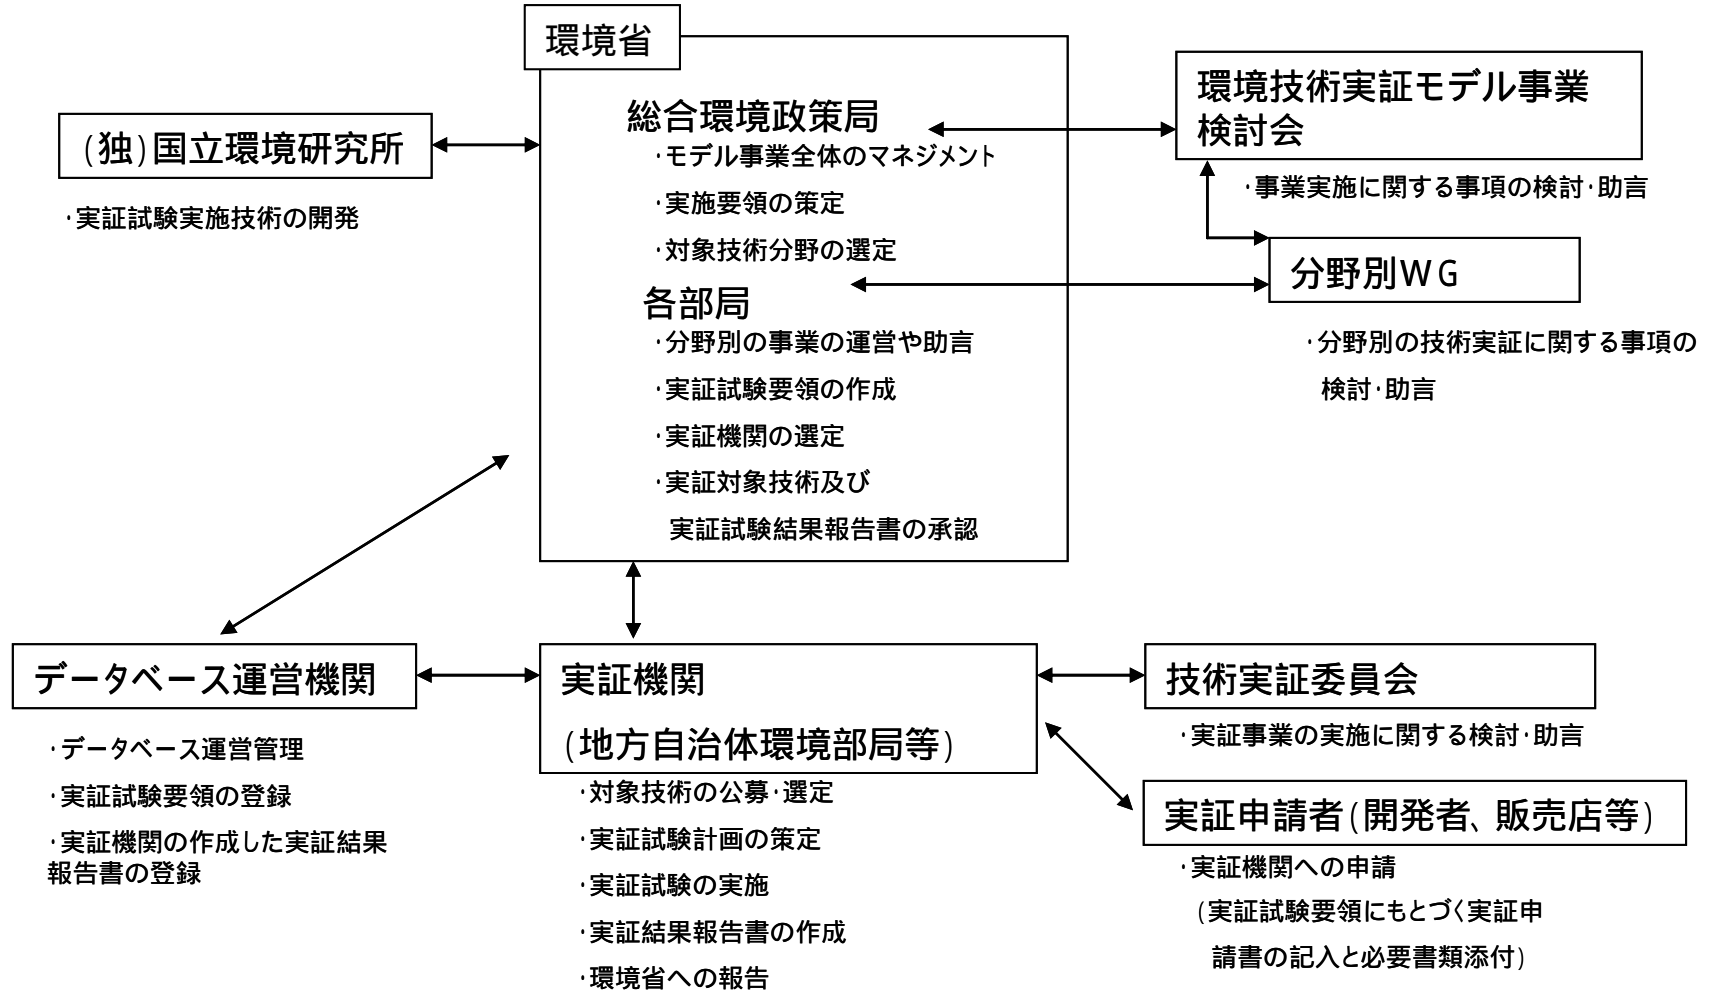 環境省
総合環境政策局
・モデル事業全体のマネジメント
・実施要領の策定
・対象技術分野の選定
各部局
・分野別の事業の運営や助言
・実証試験要領の作成
・実証機関の選定
・実証対象技術及び
実証試験結果報告書の承認
(独)国立環境研究所
・実証試験実施技術の開発
環境技術実証モデル事業
検討会
・事業実施に関する事項の検討・助言
分野別WG
・分野別の技術実証に関する事項の
検討・助言
データベース運営機関
・データベース運営管理
・実証試験要領の登録
・実証機関の作成した実証結果
報告書の登録
実証機関
(地方自治体環境部局等)
・対象技術の公募・選定
・実証試験計画の策定
・実証試験の実施
・実証結果報告書の作成
・環境省への報告
技術実証委員会
・実証事業の実施に関する検討・助言
実証申請者(開発者、販売店等)
・実証機関への申請
(実証試験要領にもとづく実証申
請書の記入と必要書類添付)